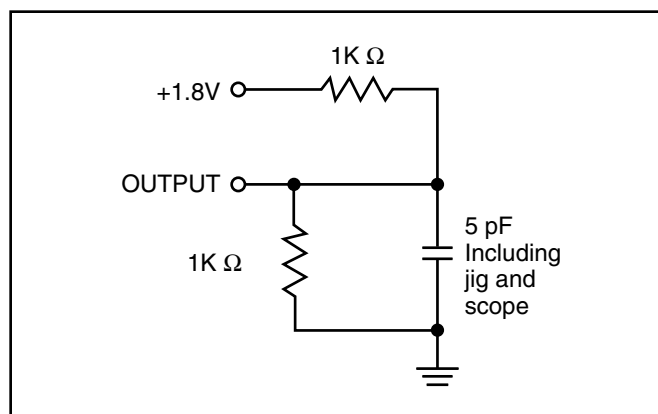 1K Ω
+1.8V
OUTPUT
1K Ω
5 pF
Including
jig and
scope